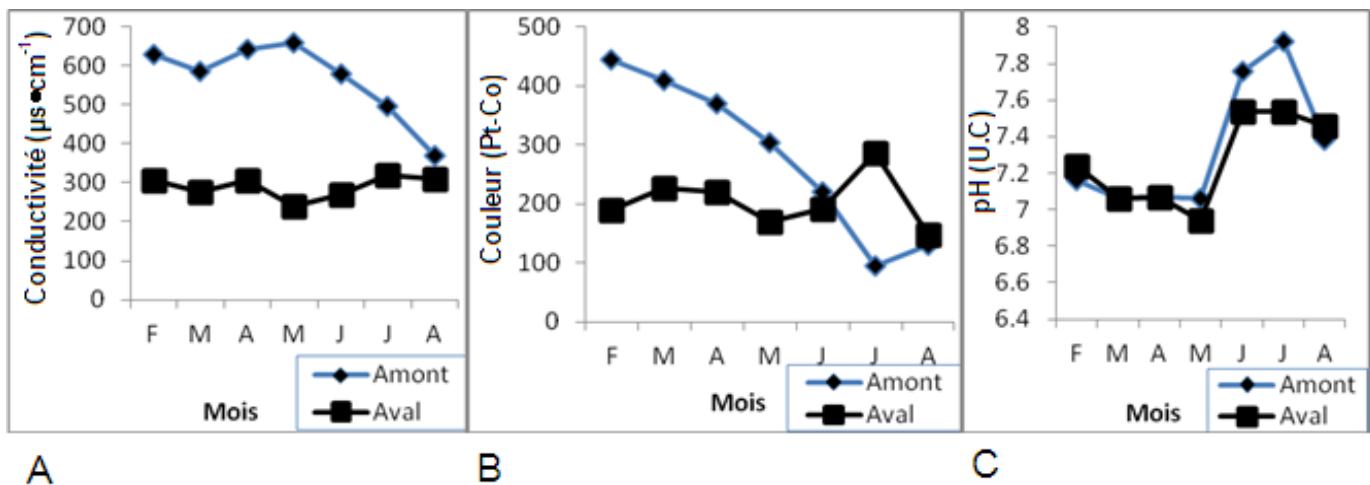 Conductivité (µs•cm⁻¹)
700
600
500
400
300
200
100
0
F M A M J J A
Mois
Amont
Aval
A
Couleur (Pt-Co)
500
400
300
200
100
0
F M A M J J A
Mois
Amont
Aval
B
pH (U.C)
8
7.8
7.6
7.4
7.2
7
6.8
6.6
6.4
F M A M J J A
Mois
Amont
Aval
C